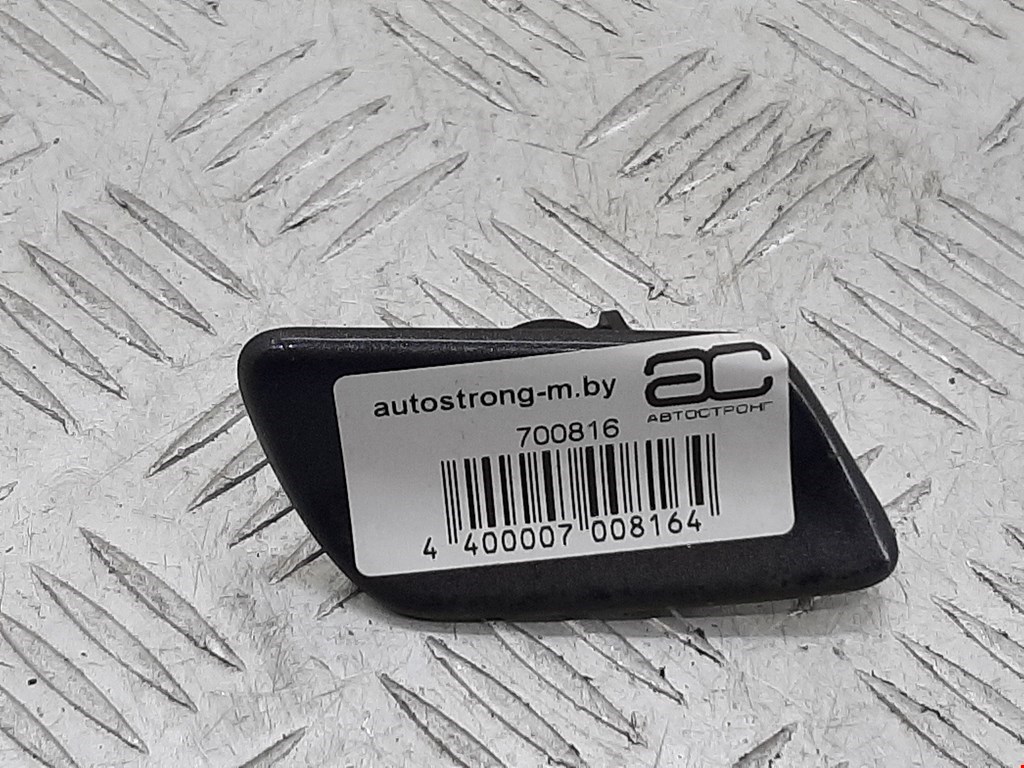 autostrong-m.by
ac
АВТОСТРОНГ
700816
4 400007 008164